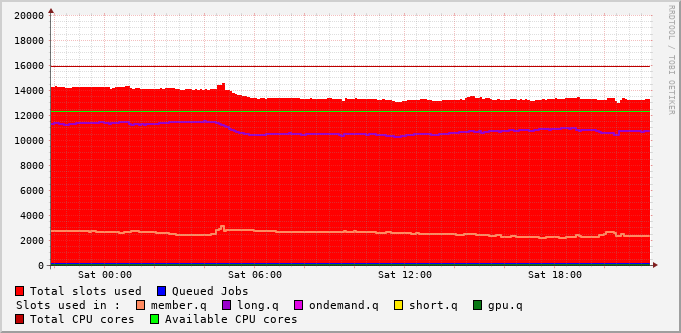 20000
18000
16000
14000
12000
10000
8000
6000
4000
2000
0
Sat 00:00 Sat 06:00 Sat 12:00 Sat 18:00
RRDTOOL / TOBI OETIKER
Total slots used Queued Jobs
Slots used in : member.q long.q ondemand.q short.q gpu.q
Total CPU cores Available CPU cores